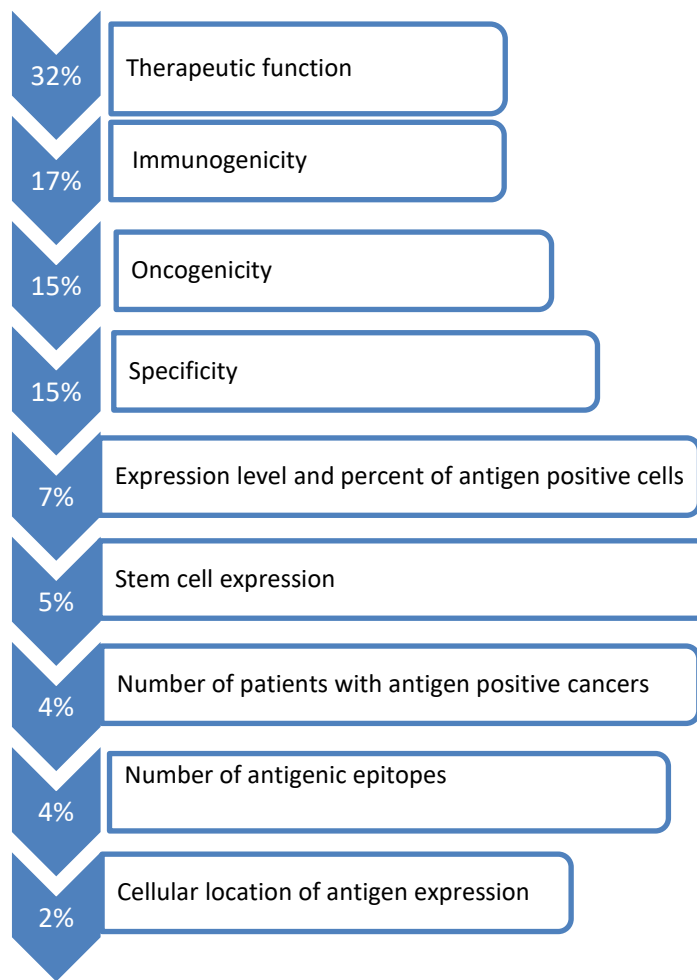 32%
Therapeutic function
17%
Immunogenicity
15%
Oncogenicity
15%
Specificity
7%
Expression level and percent of antigen positive cells
5%
Stem cell expression
4%
Number of patients with antigen positive cancers
4%
Number of antigenic epitopes
2%
Cellular location of antigen expression